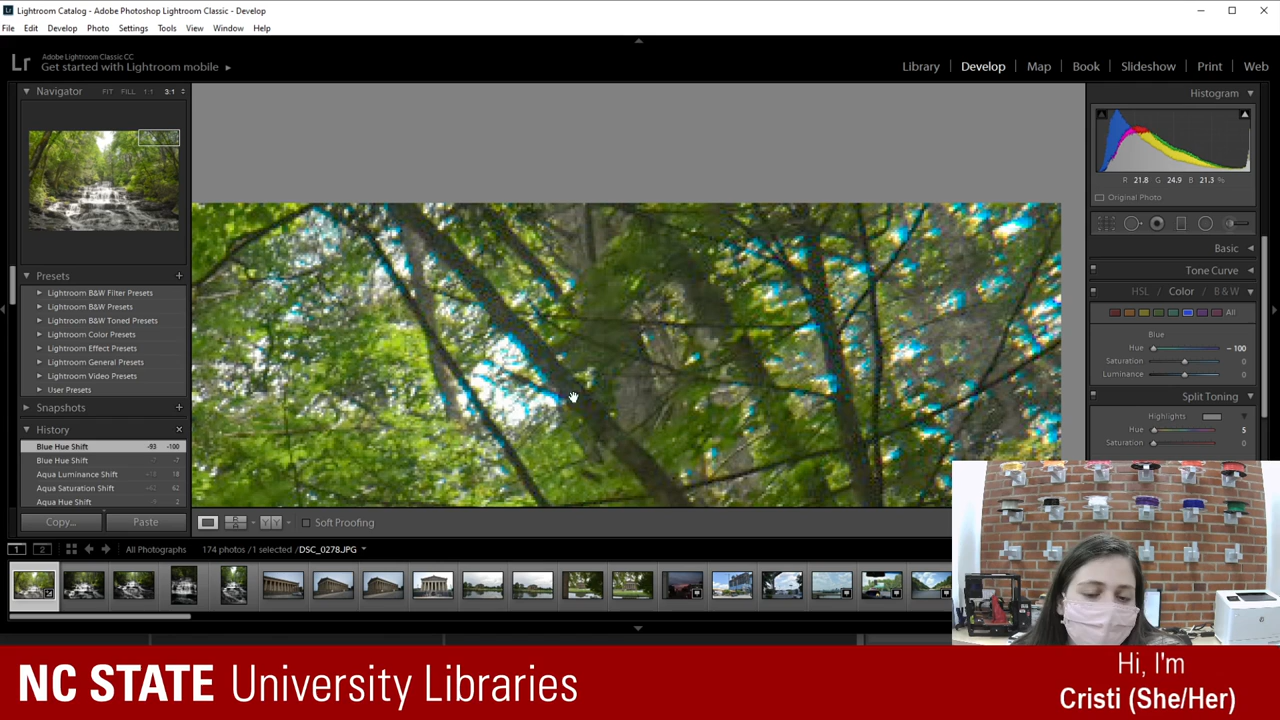 Lightroom Catalog - Adobe Photoshop Lightroom Classic - Develop
File Edit Develop Photo Settings Tools View Window Help
Lr
Adobe Lightroom Classic CC
Get started with Lightroom mobile
Library Develop Map Book Slideshow Print Web
Navigator FIT FILL 1:1 3:1
Presets +
Lightroom B&W Filter Presets
Lightroom B&W Presets
Lightroom B&W Toned Presets
Lightroom Color Presets
Lightroom Effect Presets
Lightroom General Presets
Lightroom Video Presets
User Presets
Snapshots +
History
Blue Hue Shift -93 -100
Blue Hue Shift -7
Aqua Luminance Shift 18
Aqua Saturation Shift 62
Aqua Hue Shift 2
Copy... Paste
Soft Proofing
Histogram
R 21.8 G 24.9 B 21.3 %
Original Photo
Basic
Tone Curve
HSL Color B&W
All
Blue
Hue - 100
Saturation 0
Luminance 0
Split Toning
Highlights
Hue 5
Saturation 0
1 2 All Photographs 174 photos / 1 selected / DSC_0278.JPG
NC STATE University Libraries
Hi, I'm
Cristi (She/Her)